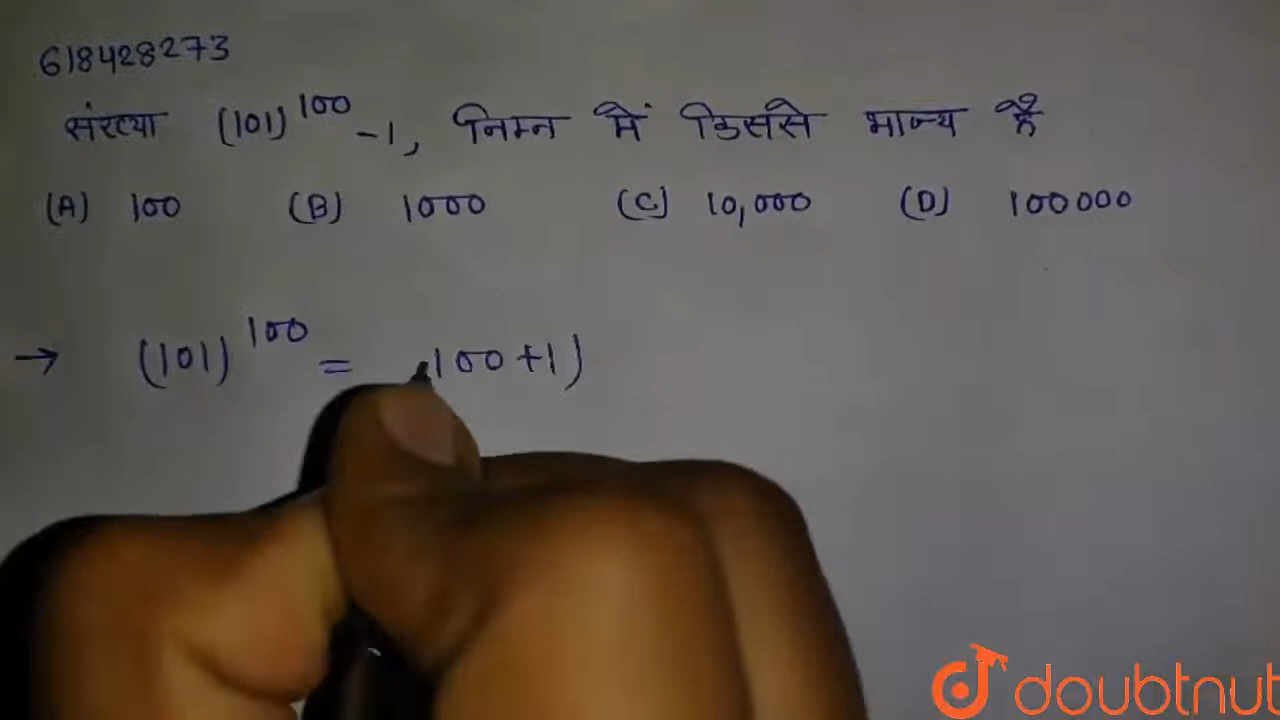 618428273
संख्या (101)^100 -1, निम्न में किससे भाज्य है
(A) 100 (B) 1000 (C) 10,000 (D) 100000
→ (101)^100 = 100+1)
doubtnut